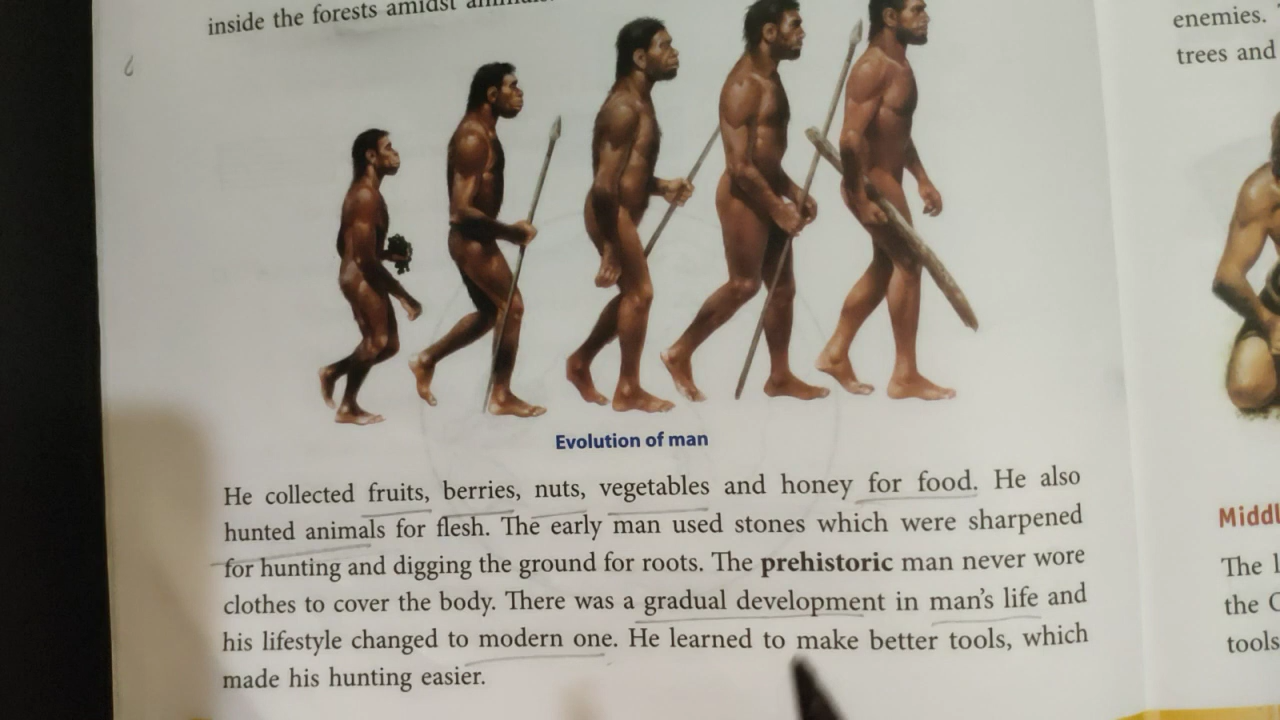 inside the forests amidst
enemies.
trees and
Evolution of man
He collected fruits, berries, nuts, vegetables and honey for food. He also
hunted animals for flesh. The early man used stones which were sharpened
for hunting and digging the ground for roots. The prehistoric man never wore
clothes to cover the body. There was a gradual development in man's life and
his lifestyle changed to modern one. He learned to make better tools, which
made his hunting easier.
Middl
The l
the C
tools